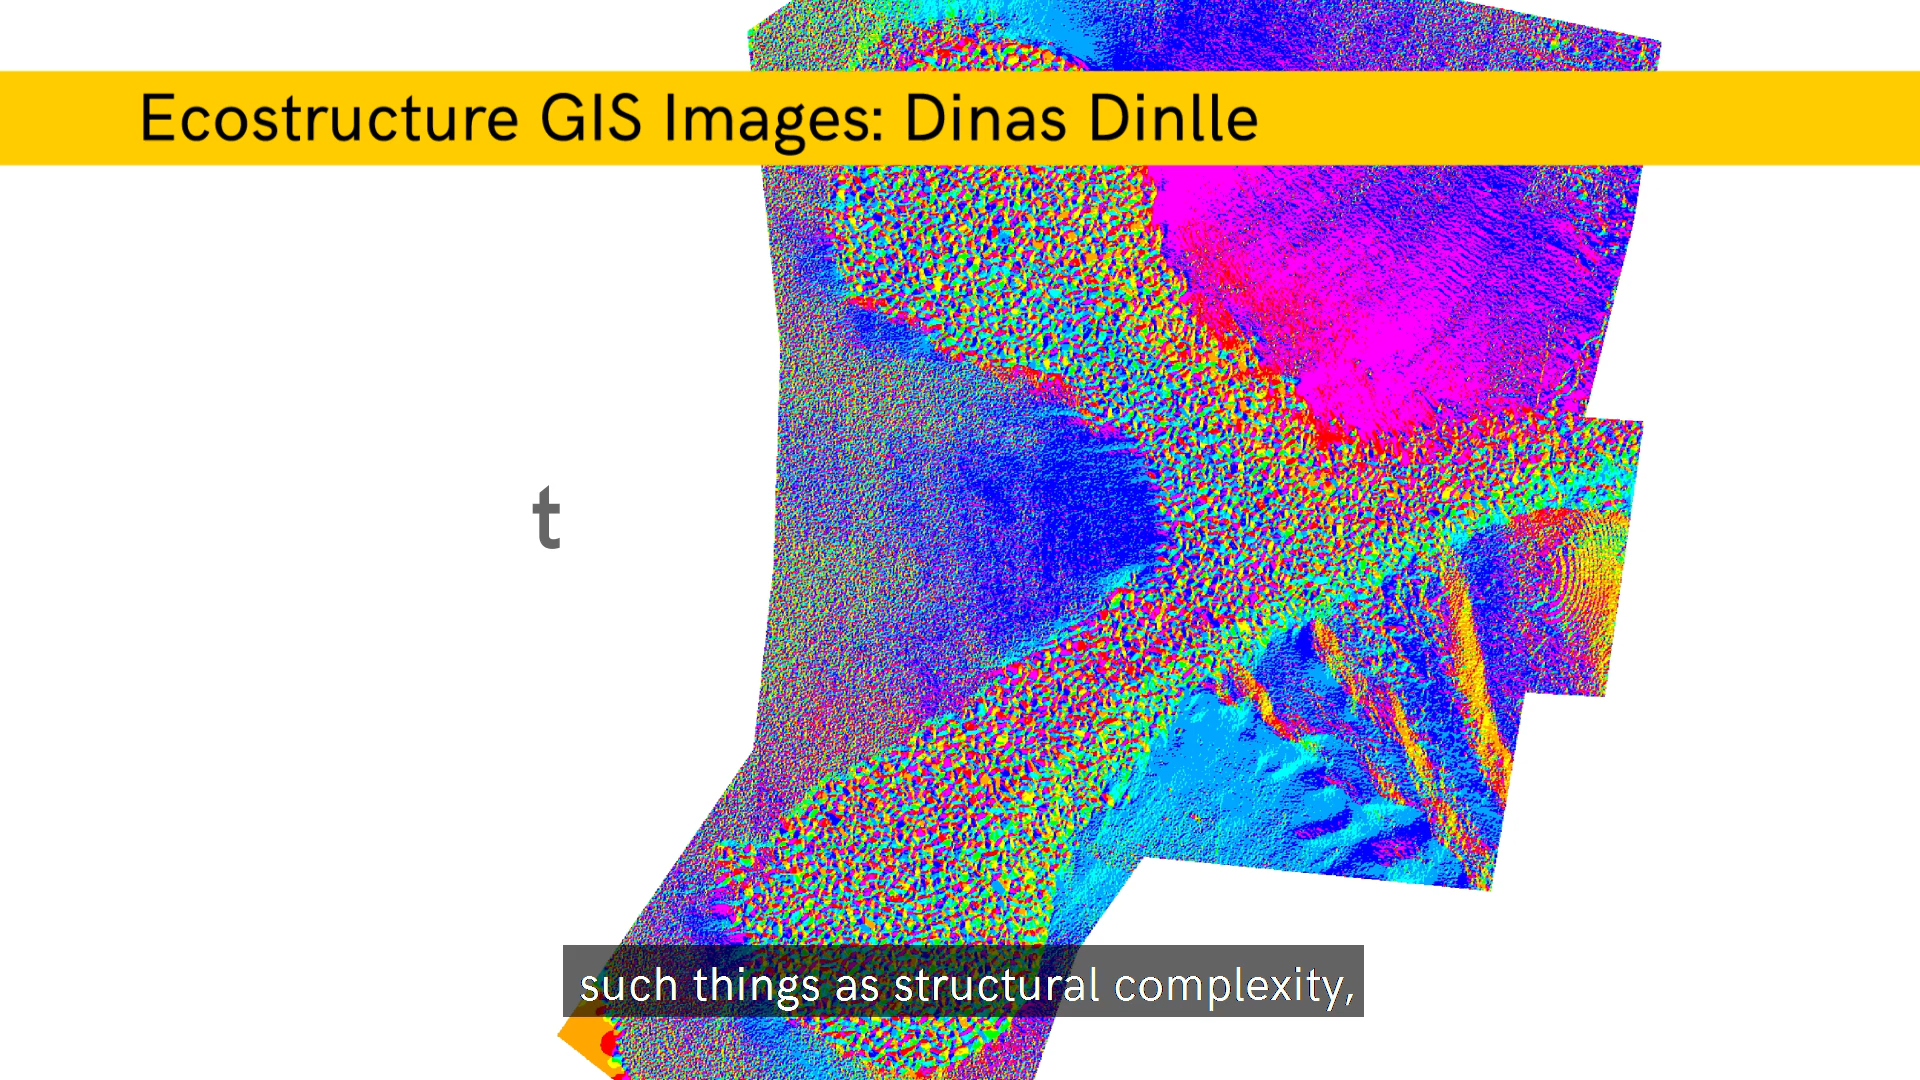 Ecostructure GIS Images: Dinas Dinlle
t
such things as structural complexity,